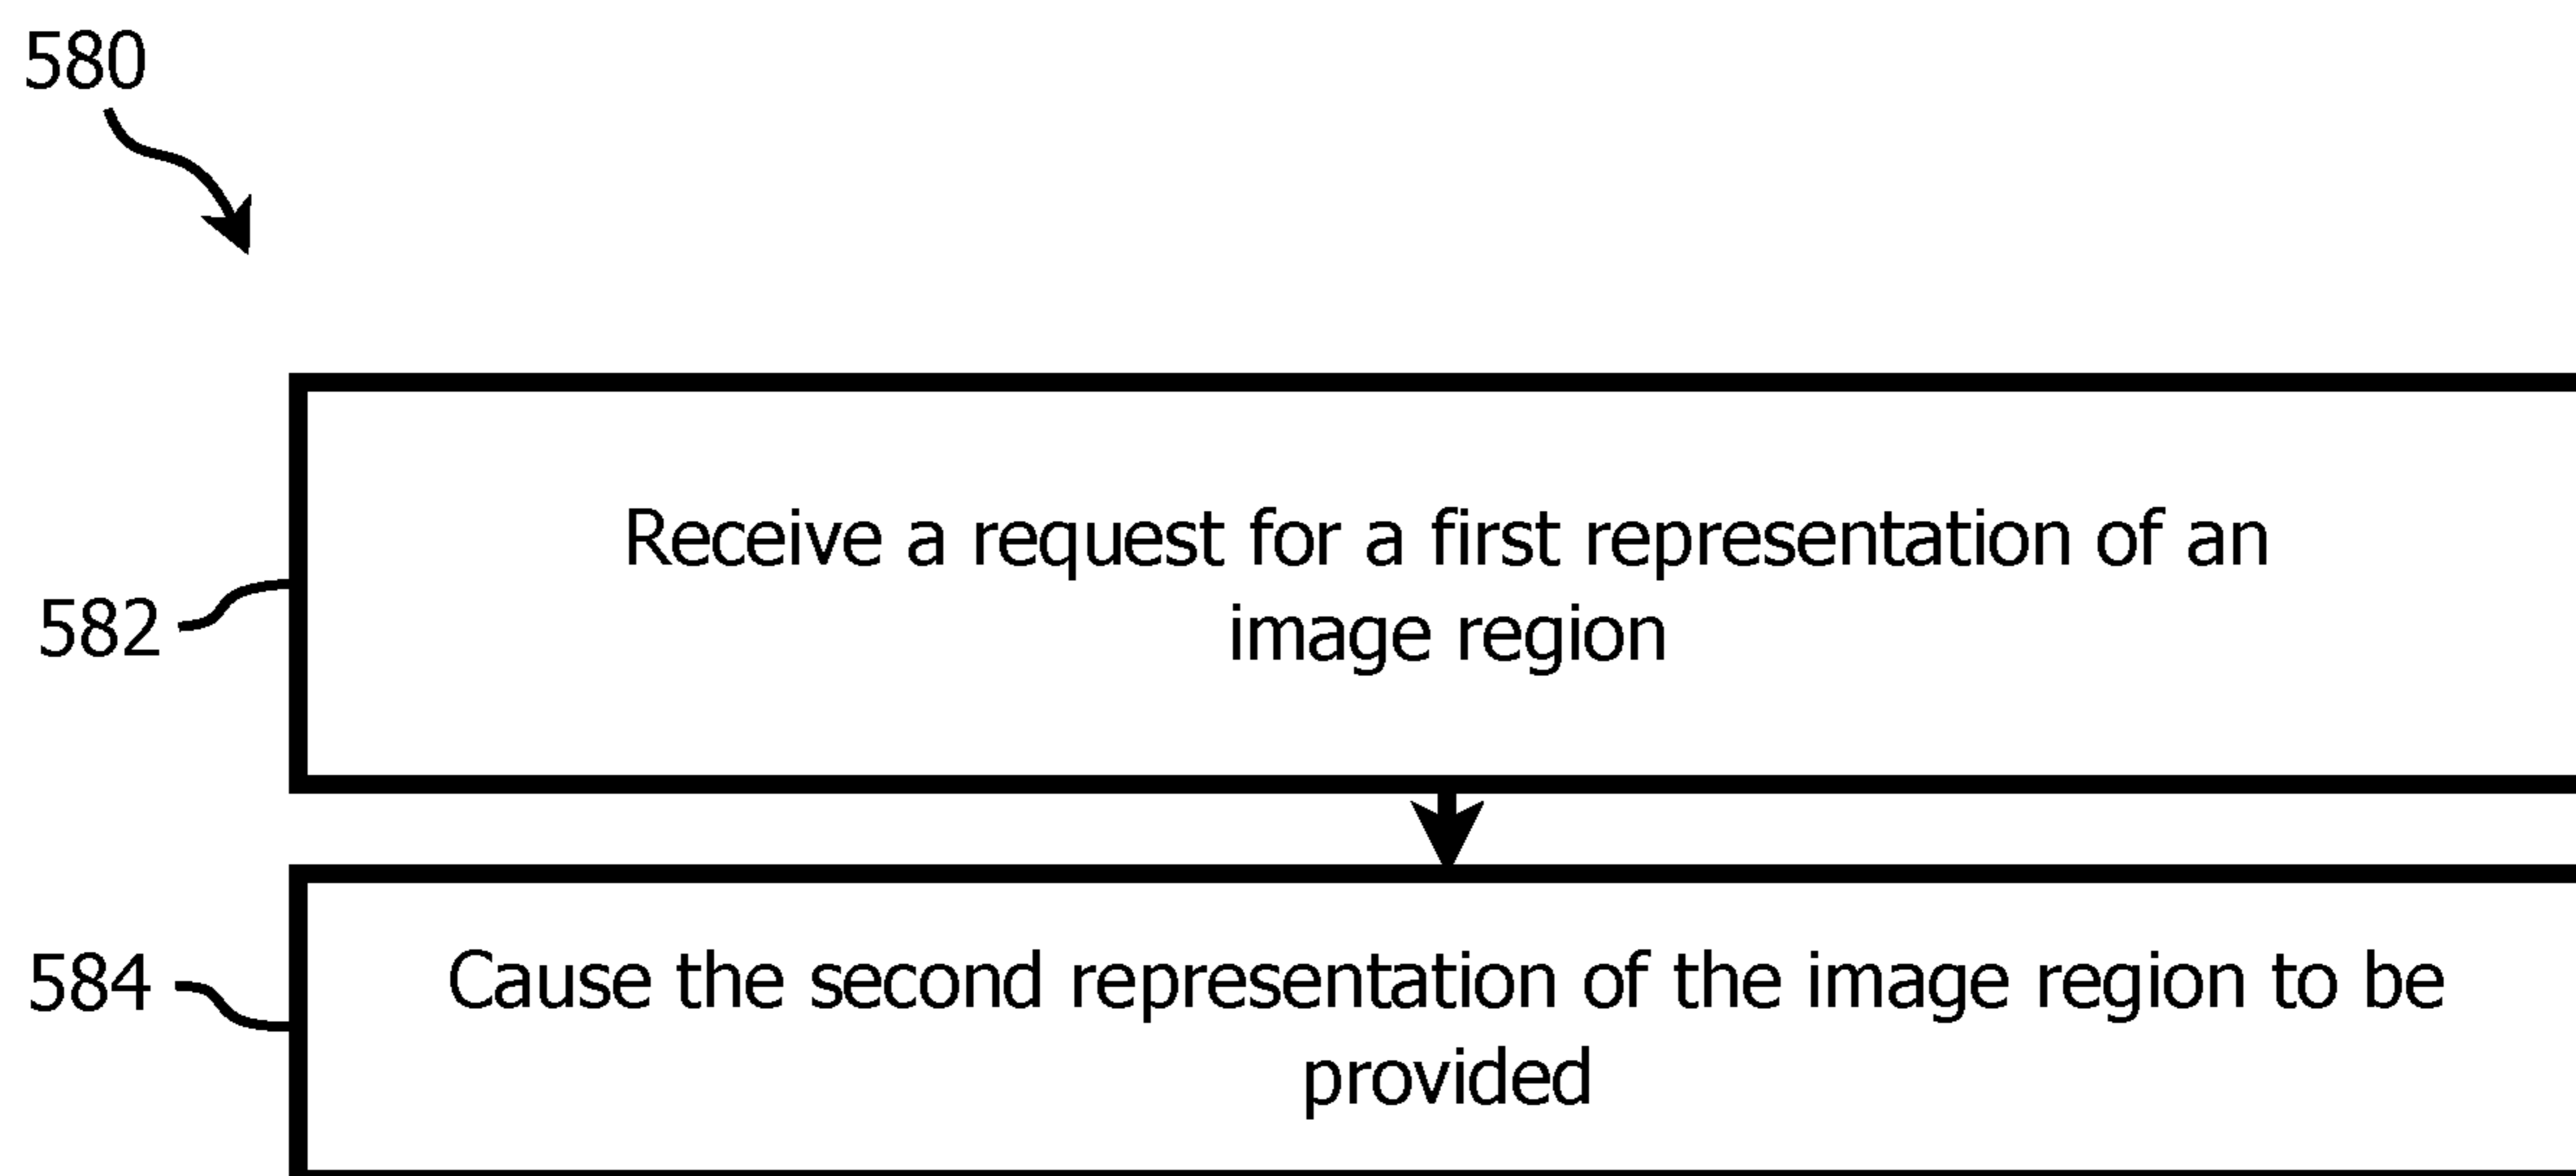 580
Receive a request for a first representation of an
image region
582
584
Cause the second representation of the image region to be
provided